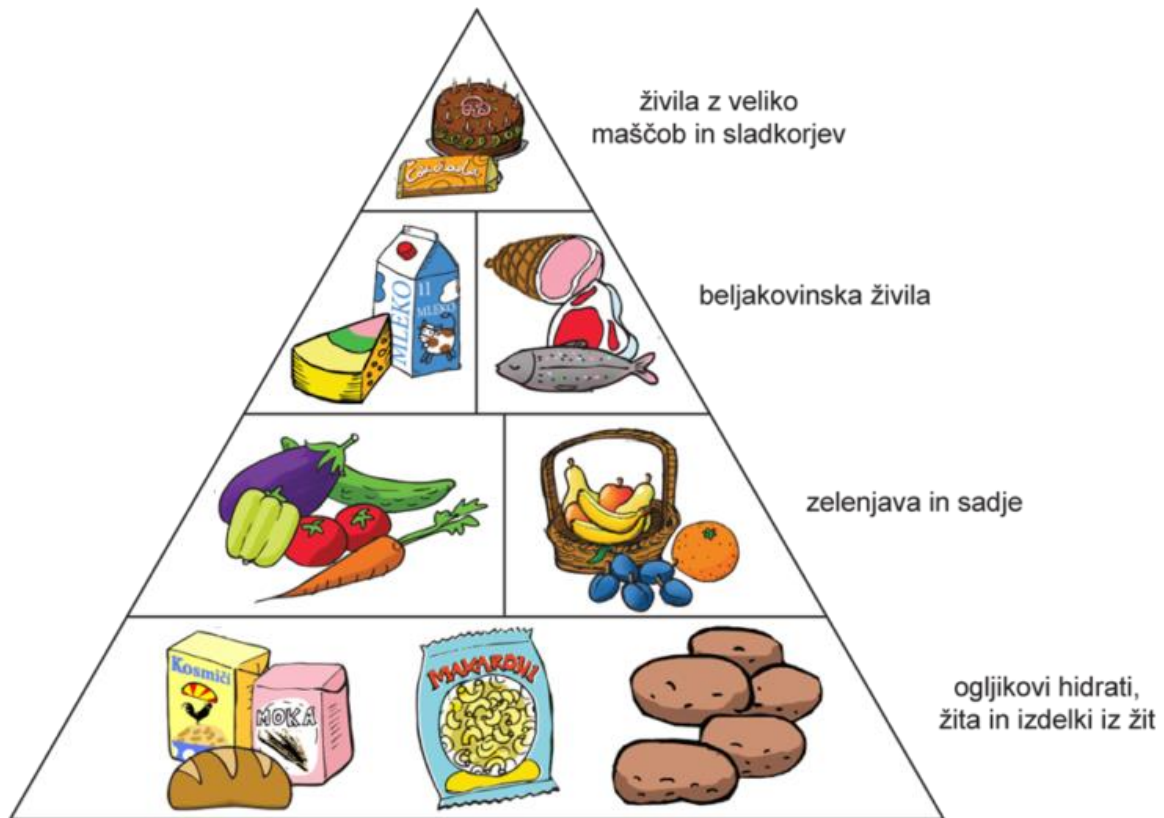 živila z veliko
maščob in sladkorjev
Čokolada
MLEKO
1l
MLEKO
beljakovinska živila
zelenjava in sadje
Kosmiči
MOKA
MAKARONI
ogljikovi hidrati,
žita in izdelki iz žit